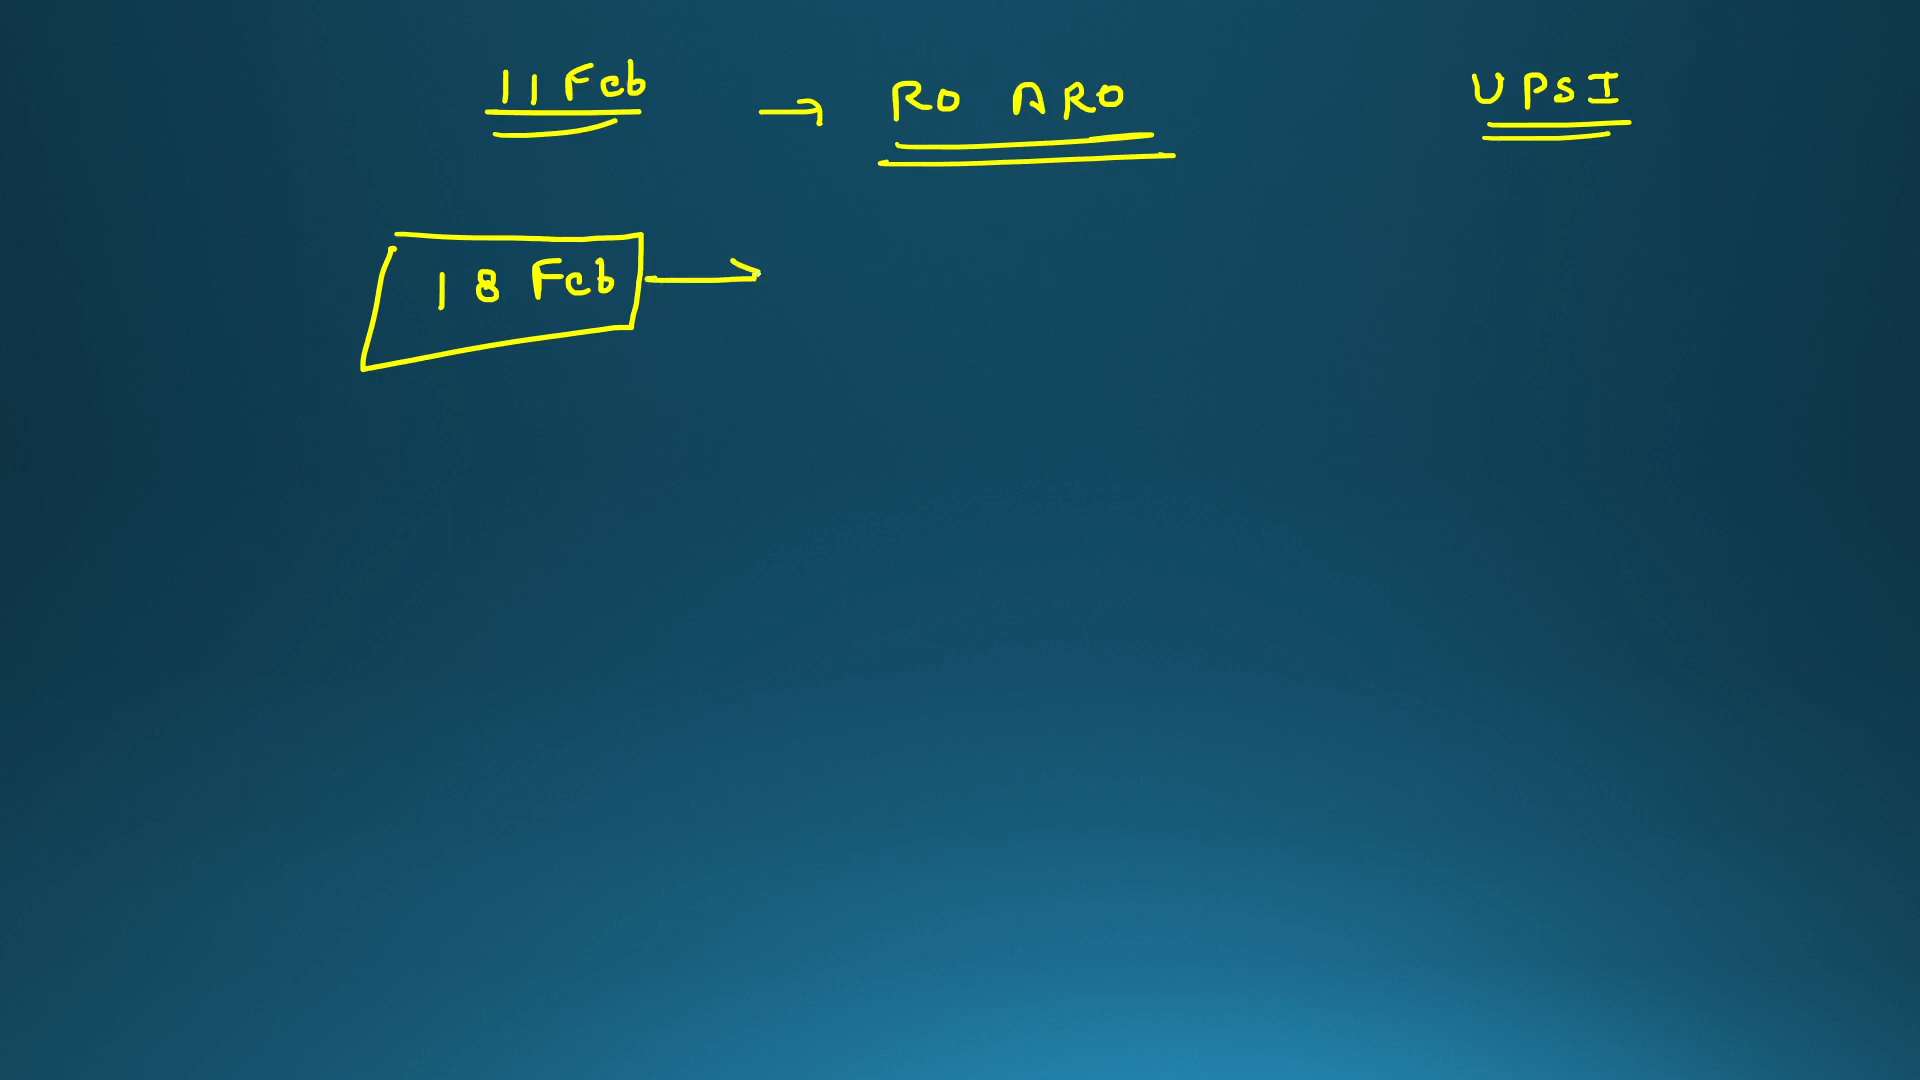 11 Feb → RO ARO UPSI
18 Feb →